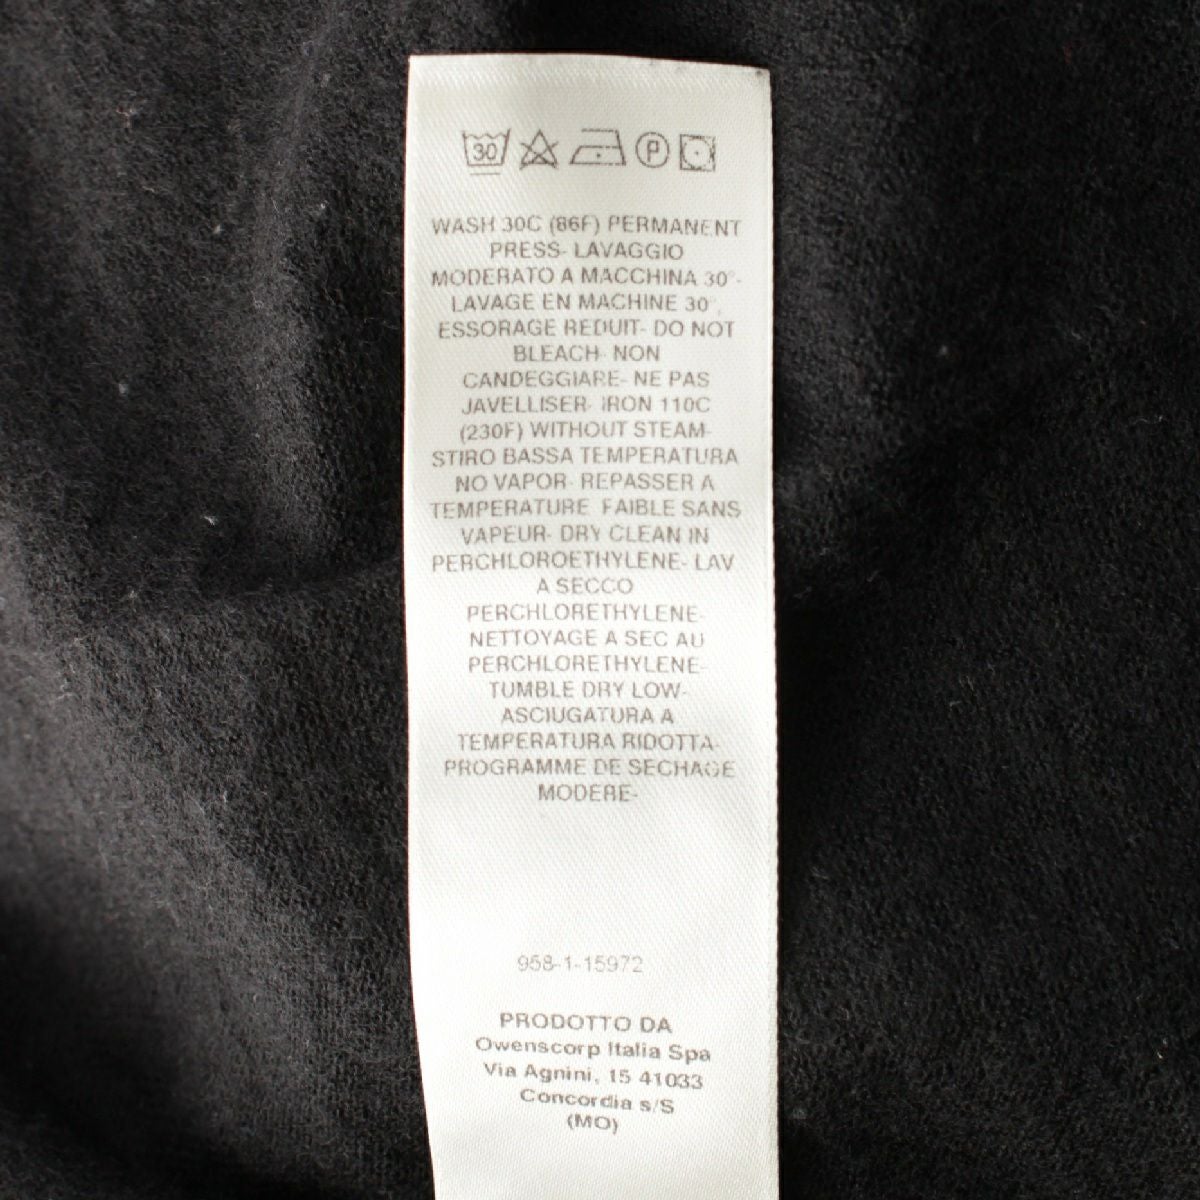 30 P
WASH 30C (86F) PERMANENT
PRESS- LAVAGGIO
MODERATO A MACCHINA 30°-
LAVAGE EN MACHINE 30°,
ESSORAGE REDUIT- DO NOT
BLEACH- NON
CANDEGGIARE- NE PAS
JAVELLISER- IRON 110C
(230F) WITHOUT STEAM-
STIRO BASSA TEMPERATURA
NO VAPOR- REPASSER A
TEMPERATURE FAIBLE SANS
VAPEUR- DRY CLEAN IN
PERCHLOROETHYLENE- LAV
A SECCO
PERCHLORETHYLENE-
NETTOYAGE A SEC AU
PERCHLORETHYLENE-
TUMBLE DRY LOW-
ASCIUGATURA A
TEMPERATURA RIDOTTA-
PROGRAMME DE SECHAGE
MODERE-
958-1-15972
PRODOTTO DA
Owenscorp Italia Spa
Via Agnini, 15 41033
Concordia s/S
(MO)